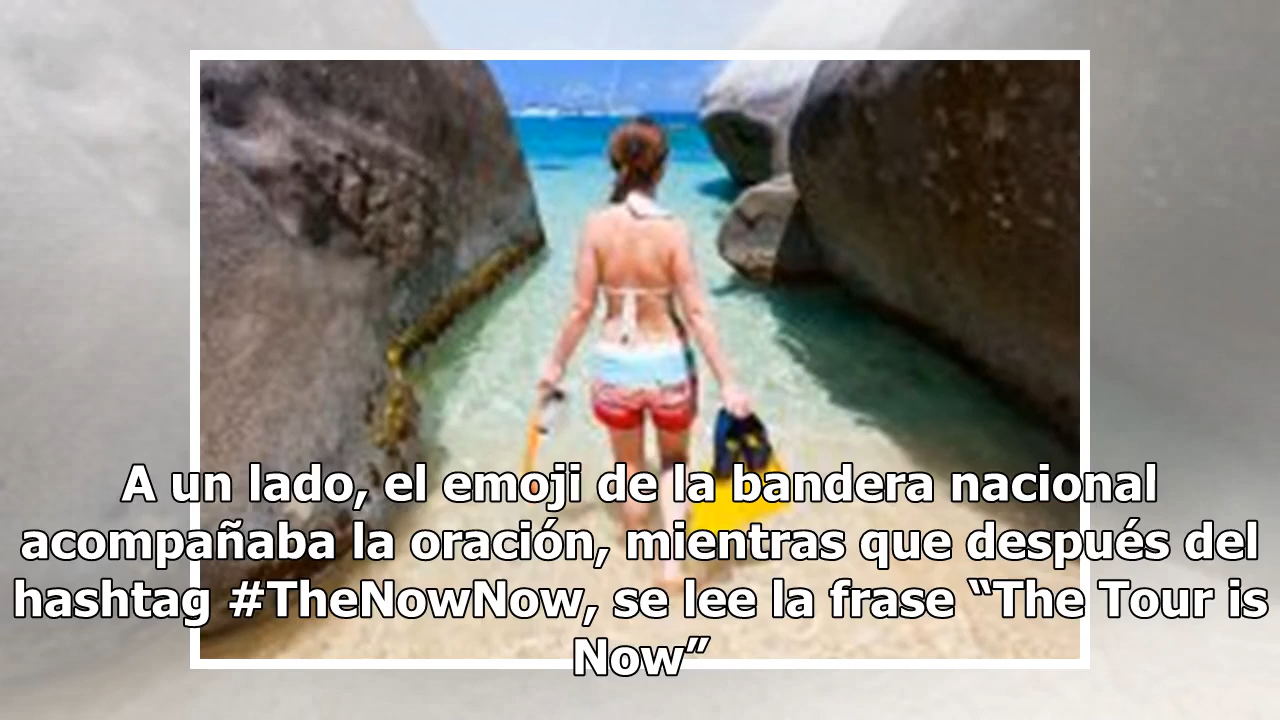 A un lado, el emoji de la bandera nacional
acompañaba la oración, mientras que después del
hashtag #TheNowNow, se lee la frase “The Tour is
Now”